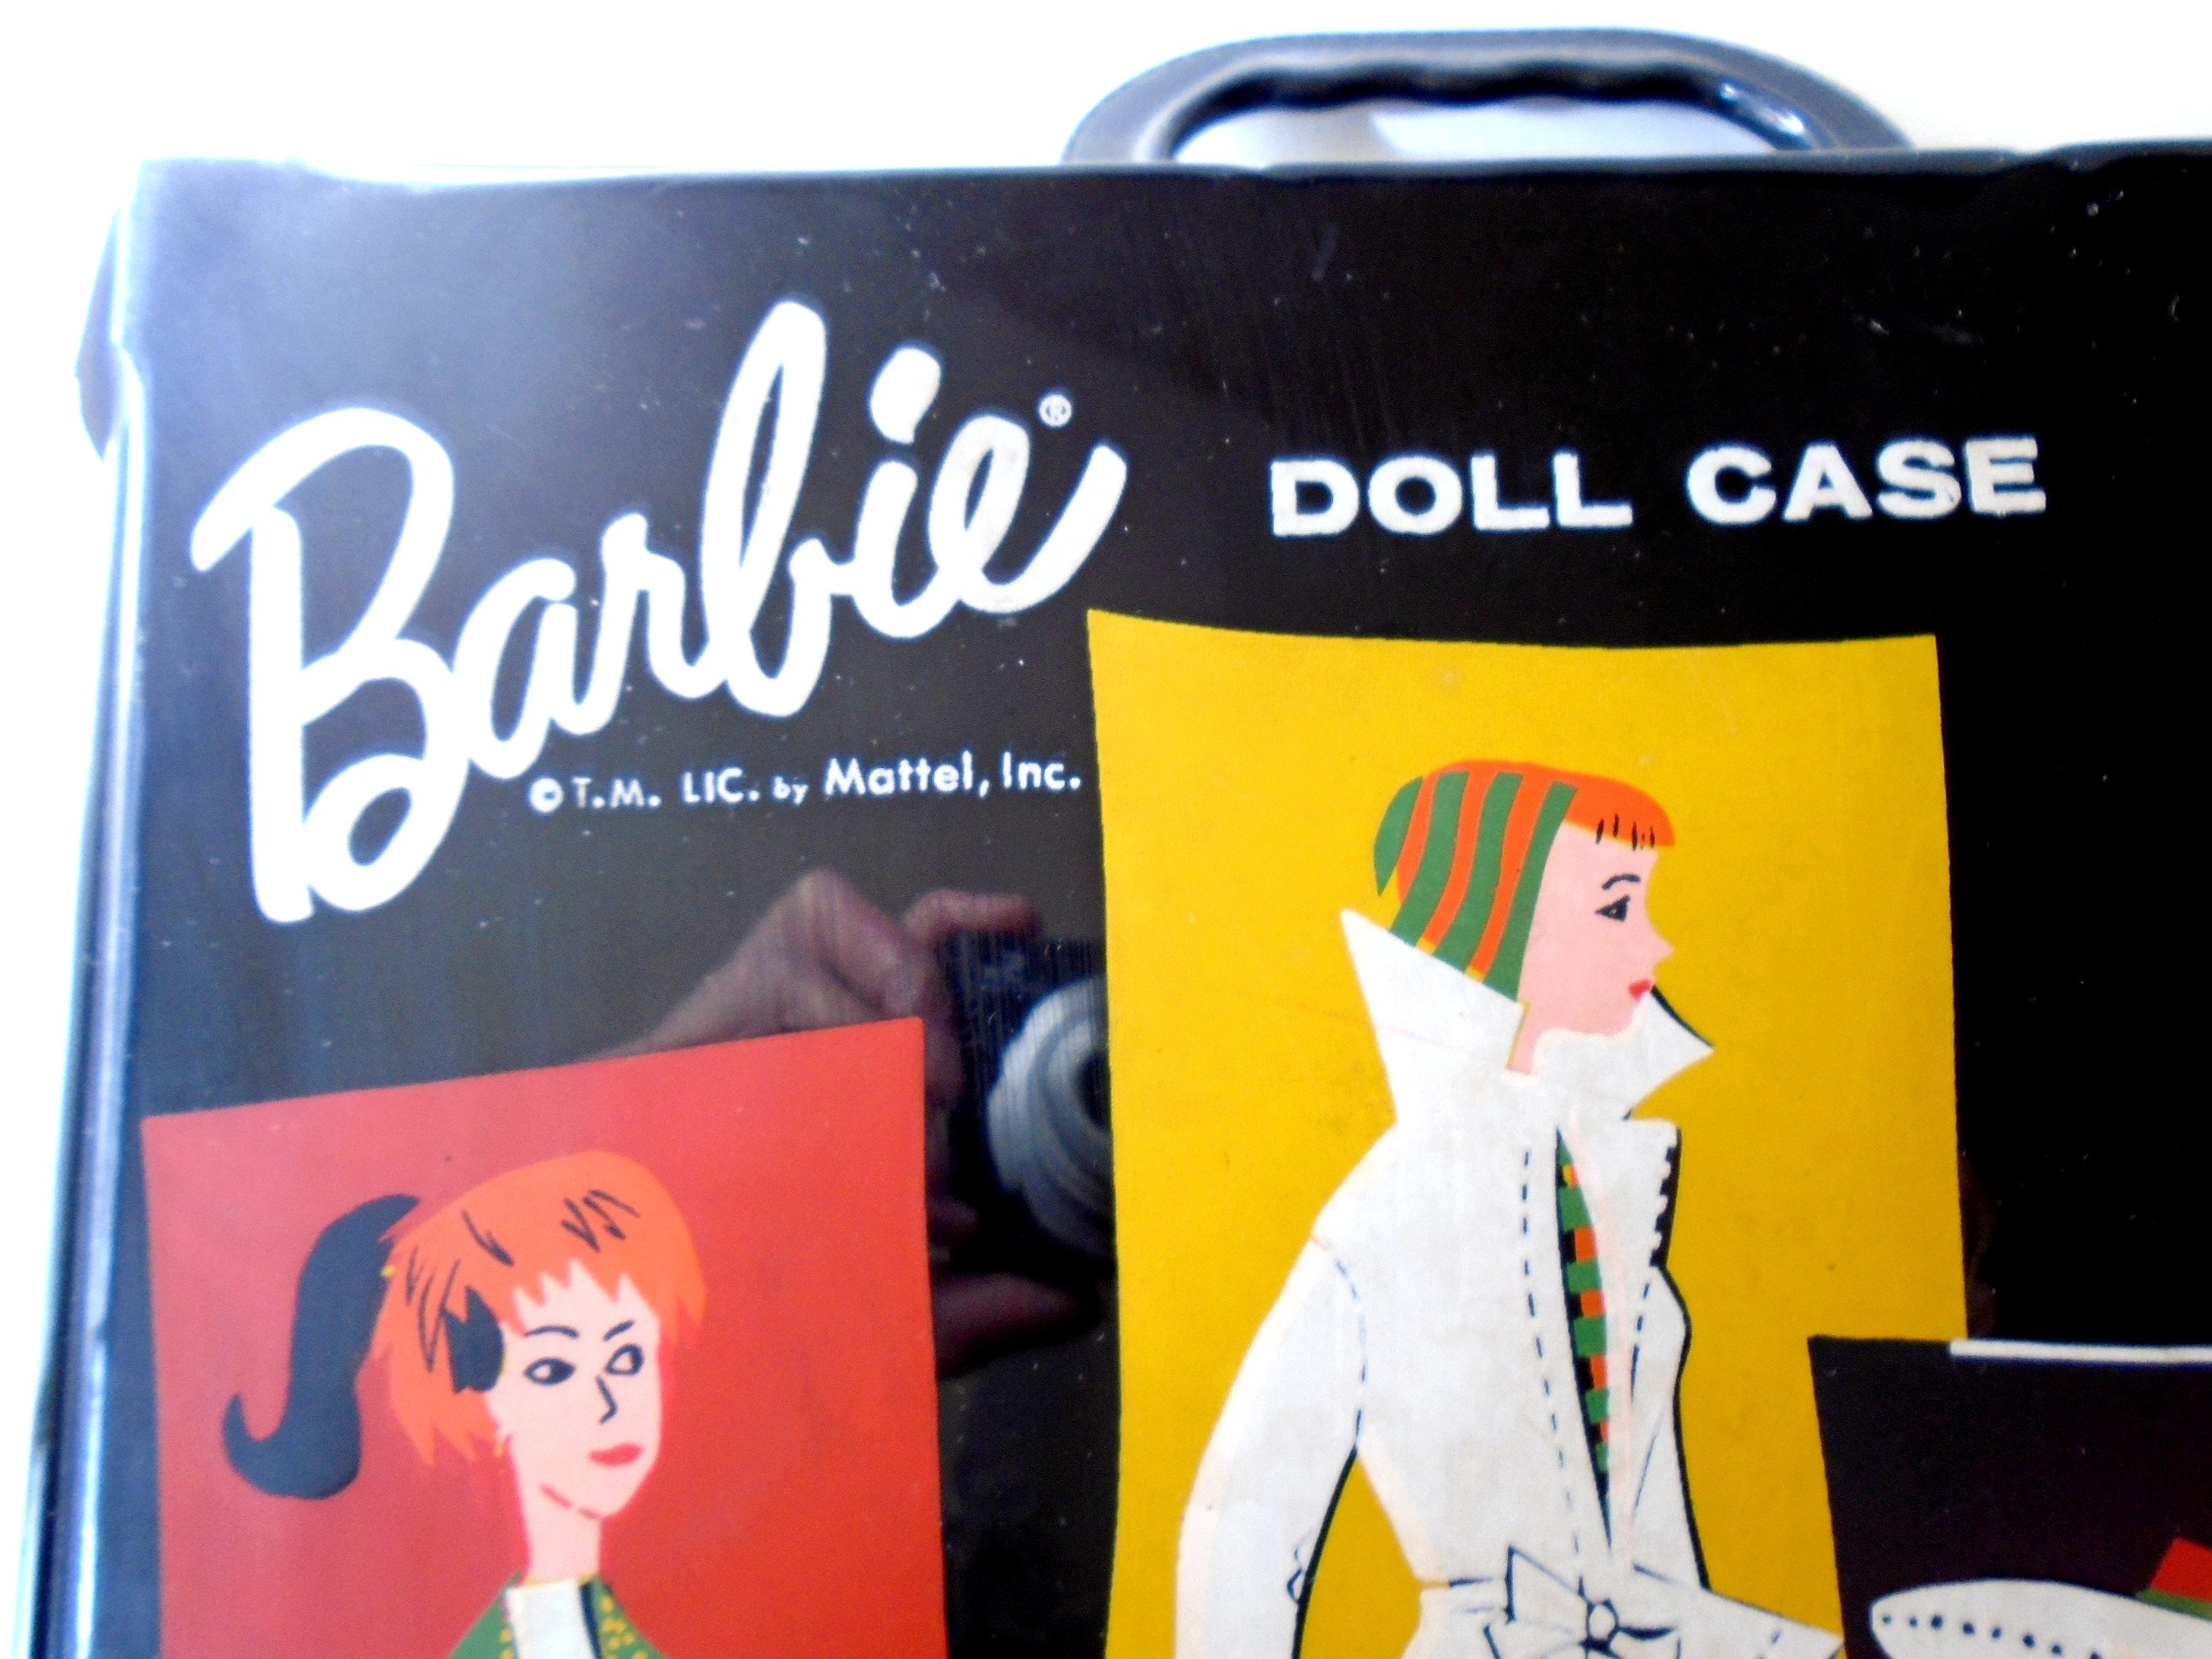 Barbie®
DOLL CASE
© T.M. LIC. by Mattel, Inc.